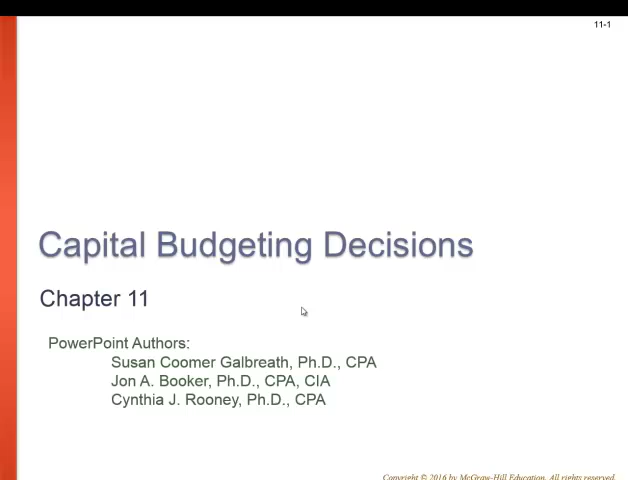 11-1
Capital Budgeting Decisions
Chapter 11
PowerPoint Authors:
Susan Coomer Galbreath, Ph.D., CPA
Jon A. Booker, Ph.D., CPA, CIA
Cynthia J. Rooney, Ph.D., CPA
Copyright © 2016 by McGraw-Hill Education. All rights reserved.